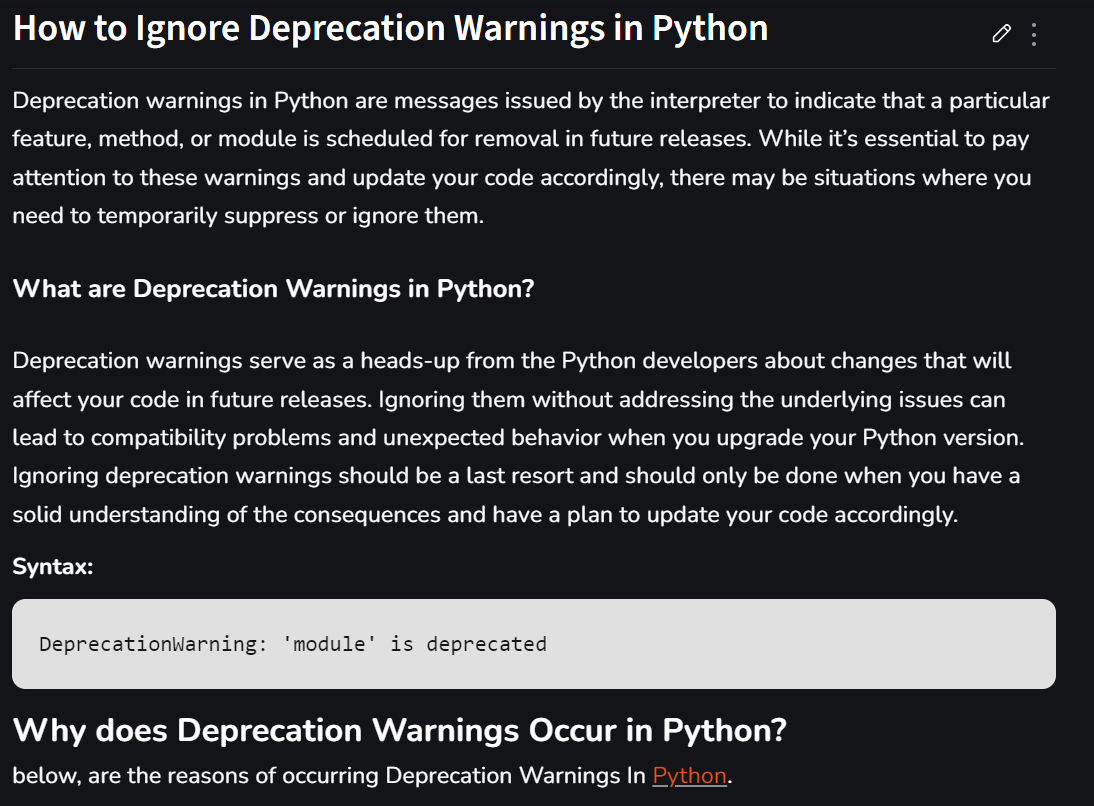 How to Ignore Deprecation Warnings in Python
Deprecation warnings in Python are messages issued by the interpreter to indicate that a particular
feature, method, or module is scheduled for removal in future releases. While it’s essential to pay
attention to these warnings and update your code accordingly, there may be situations where you
need to temporarily suppress or ignore them.
What are Deprecation Warnings in Python?
Deprecation warnings serve as a heads-up from the Python developers about changes that will
affect your code in future releases. Ignoring them without addressing the underlying issues can
lead to compatibility problems and unexpected behavior when you upgrade your Python version.
Ignoring deprecation warnings should be a last resort and should only be done when you have a
solid understanding of the consequences and have a plan to update your code accordingly.
Syntax:
DeprecationWarning: 'module' is deprecated
Why does Deprecation Warnings Occur in Python?
below, are the reasons of occurring Deprecation Warnings In Python.